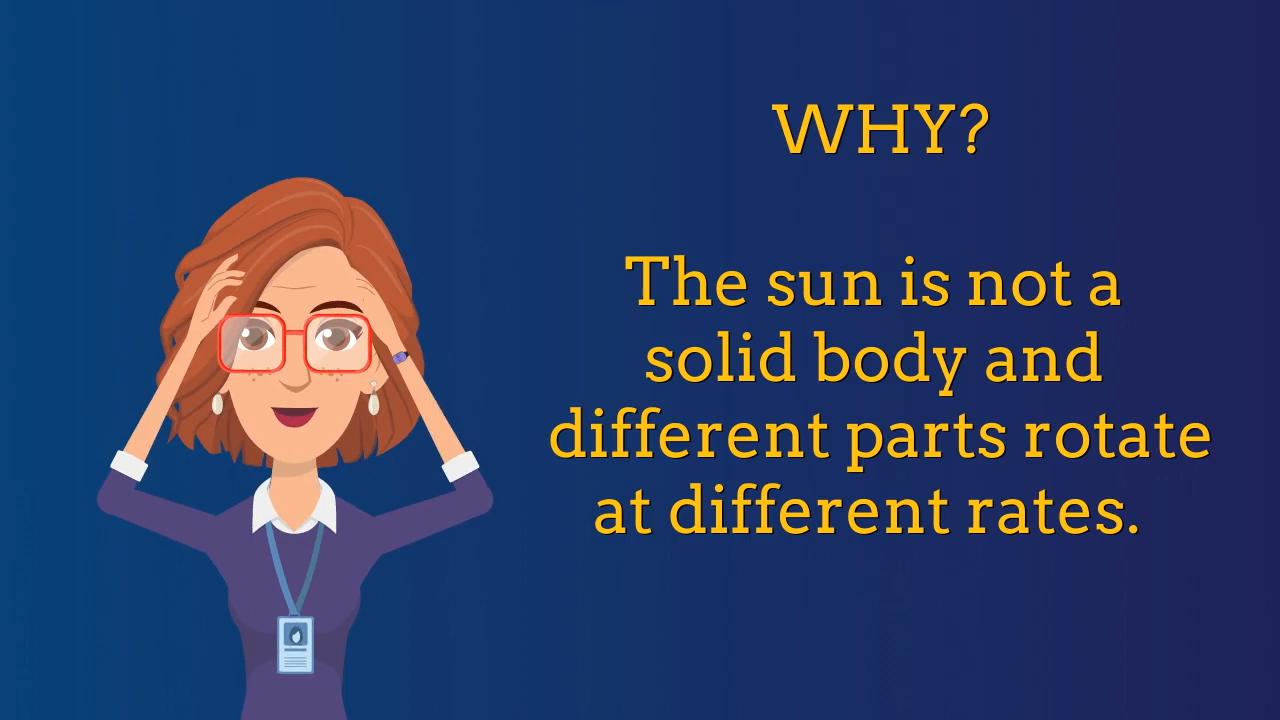 WHY?
The sun is not a
solid body and
different parts rotate
at different rates.